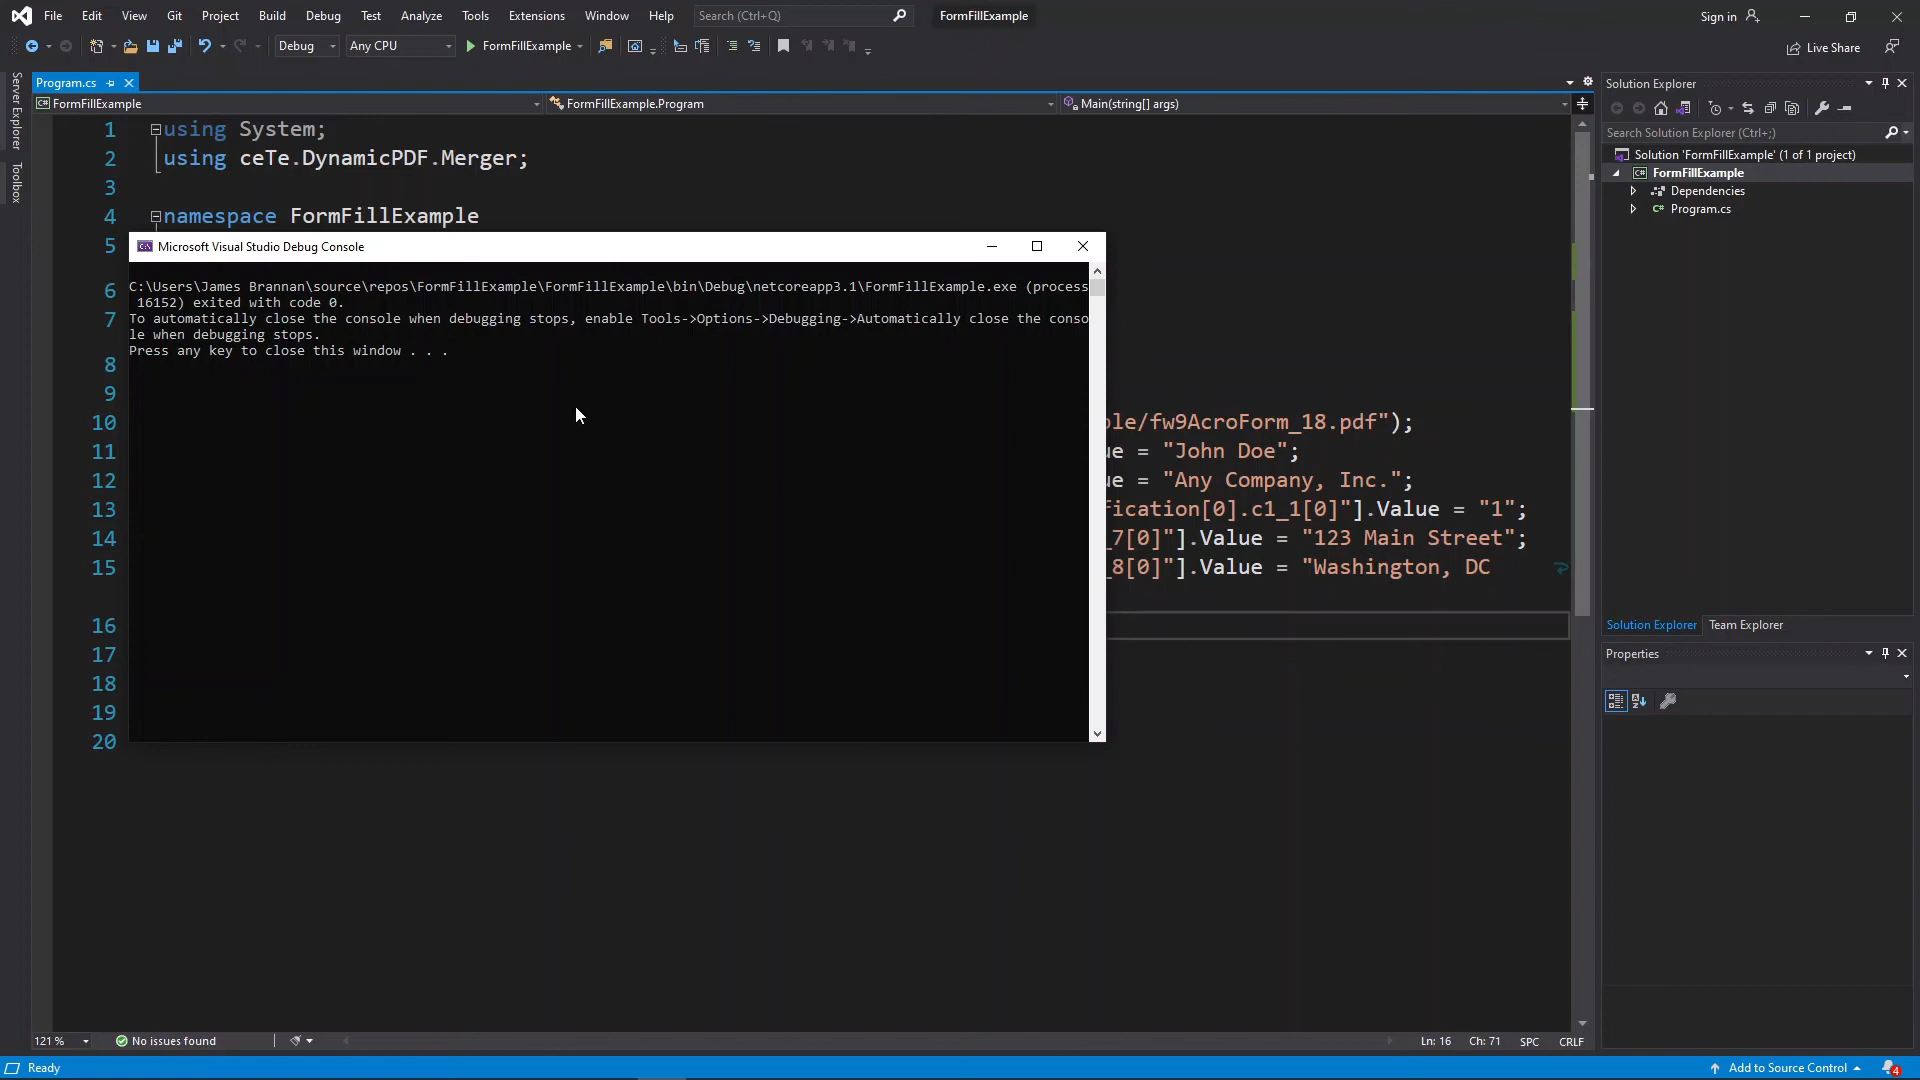 File Edit View Git Project Build Debug Test Analyze Tools Extensions Window Help Search (Ctrl+Q) FormFillExample Sign in
Debug Any CPU FormFillExample Live Share
Server Explorer
Toolbox
Program.cs
FormFillExample FormFillExample.Program Main(string[] args)
1 using System;
2 using ceTe.DynamicPDF.Merger;
3
4 namespace FormFillExample
5
6
7
8
9
10 ple/fw9AcroForm_18.pdf");
11 ue = "John Doe";
12 ue = "Any Company, Inc.";
13 fication[0].c1_1[0]"].Value = "1";
14 _7[0]"].Value = "123 Main Street";
15 _8[0]"].Value = "Washington, DC
16
17
18
19
20
Microsoft Visual Studio Debug Console
C:\Users\James Brannan\source\repos\FormFillExample\FormFillExample\bin\Debug\netcoreapp3.1\FormFillExample.exe (process
16152) exited with code 0.
To automatically close the console when debugging stops, enable Tools->Options->Debugging->Automatically close the conso
le when debugging stops.
Press any key to close this window . . .
Solution Explorer
Search Solution Explorer (Ctrl+;)
Solution 'FormFillExample' (1 of 1 project)
FormFillExample
Dependencies
Program.cs
Solution Explorer Team Explorer
Properties
121 % No issues found Ln: 16 Ch: 71 SPC CRLF
Ready Add to Source Control 4